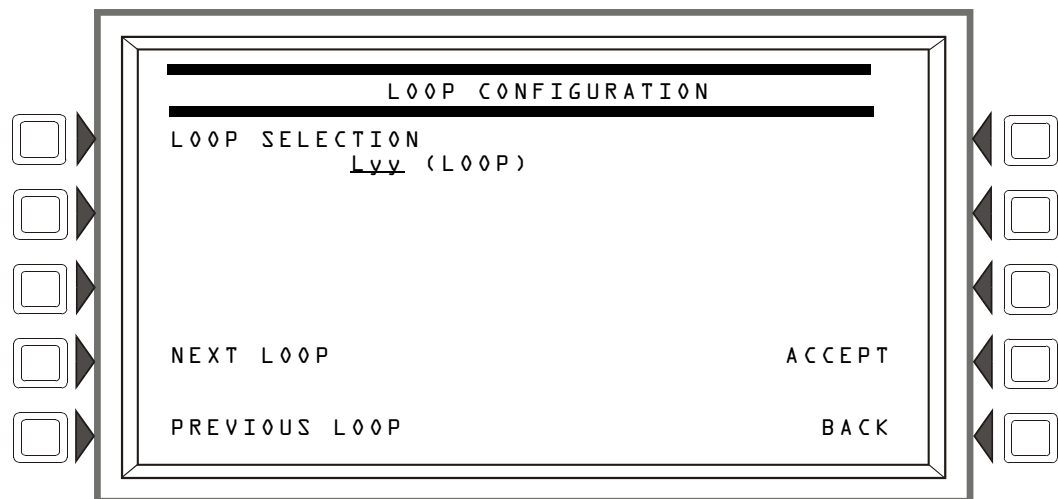 LOOP CONFIGURATION
LOOP SELECTION
Lyy (LOOP)
NEXT LOOP
ACCEPT
PREVIOUS LOOP
BACK